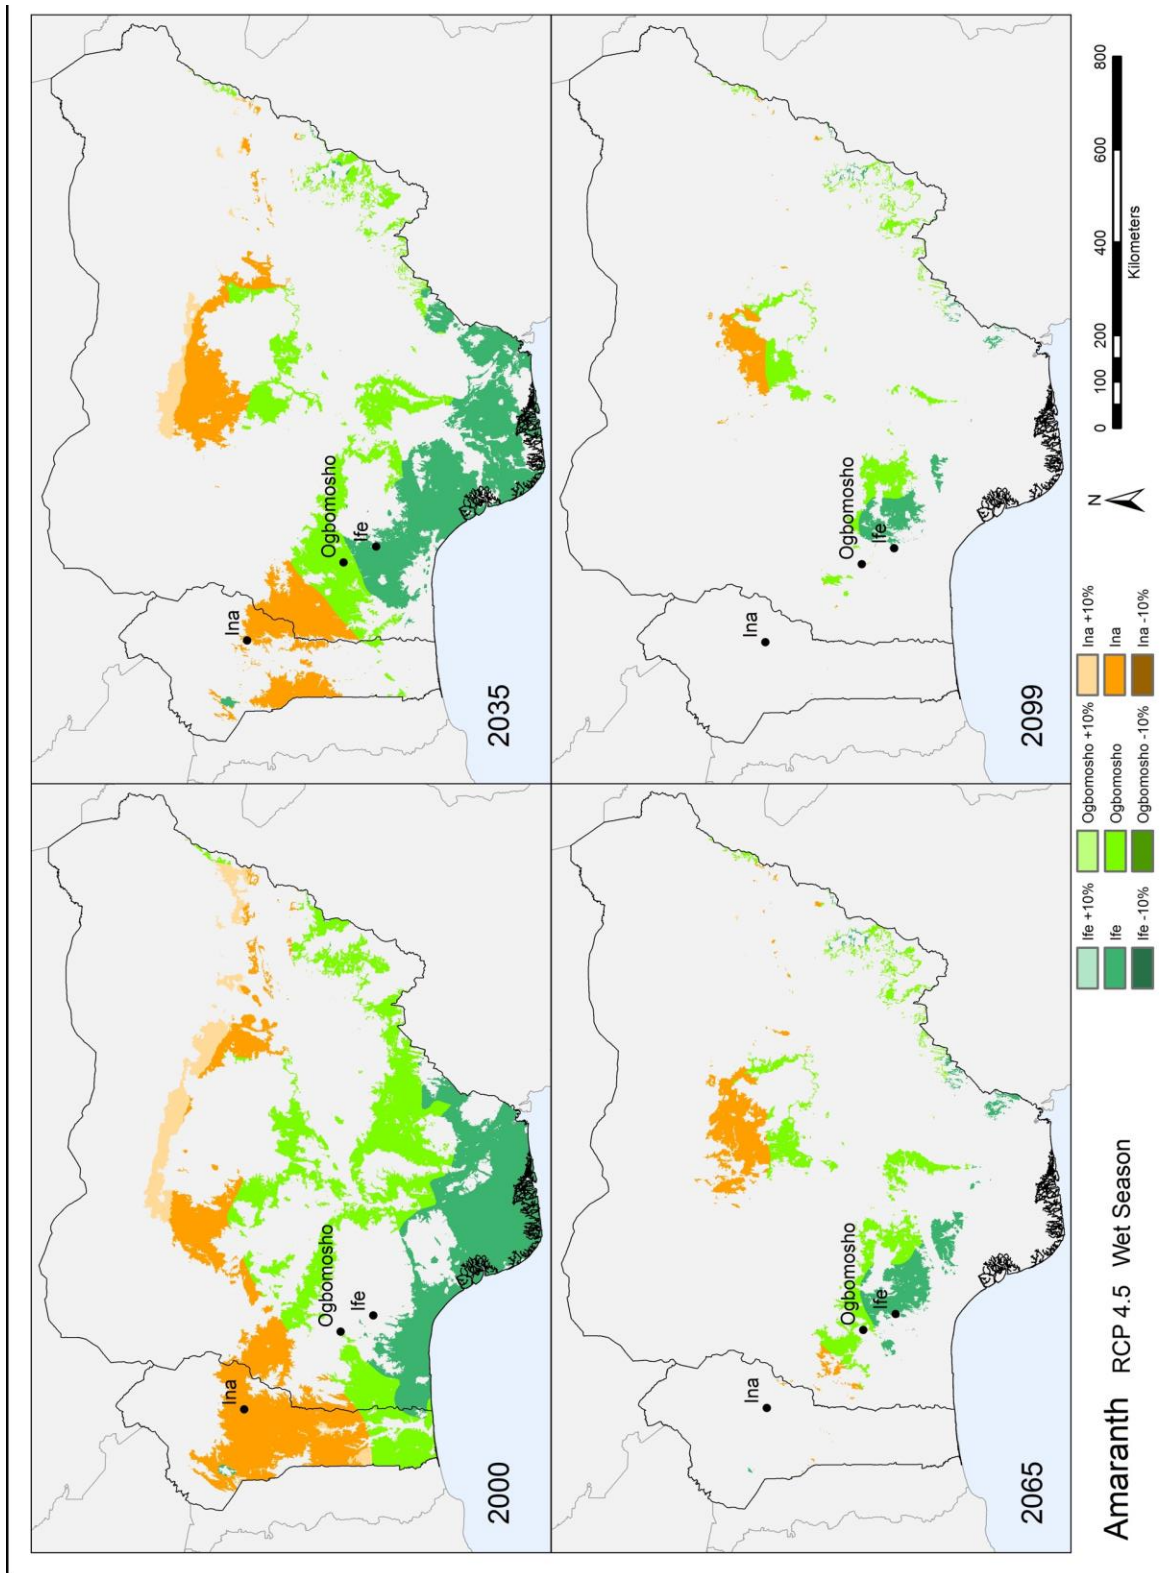 Ina
Ogbomosho
Ife
2000
Ina
Ogbomosho
Ife
2035
Ina
Ogbomosho
Ife
2065
Ina
Ogbomosho
Ife
2099
Amaranth RCP 4.5 Wet Season
Ife +10% Ogbomosho +10% Ina +10%
Ife Ogbomosho Ina
Ife -10% Ogbomosho -10% Ina -10%
N
0 100 200 400 600 800
Kilometers